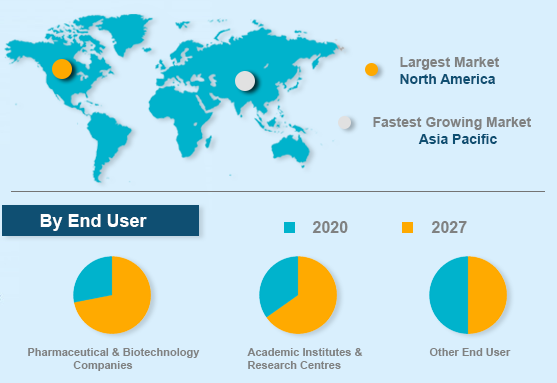 Largest Market
North America
Fastest Growing Market
Asia Pacific
By End User
2020
2027
Pharmaceutical & Biotechnology
Companies
Academic Institutes &
Research Centres
Other End User